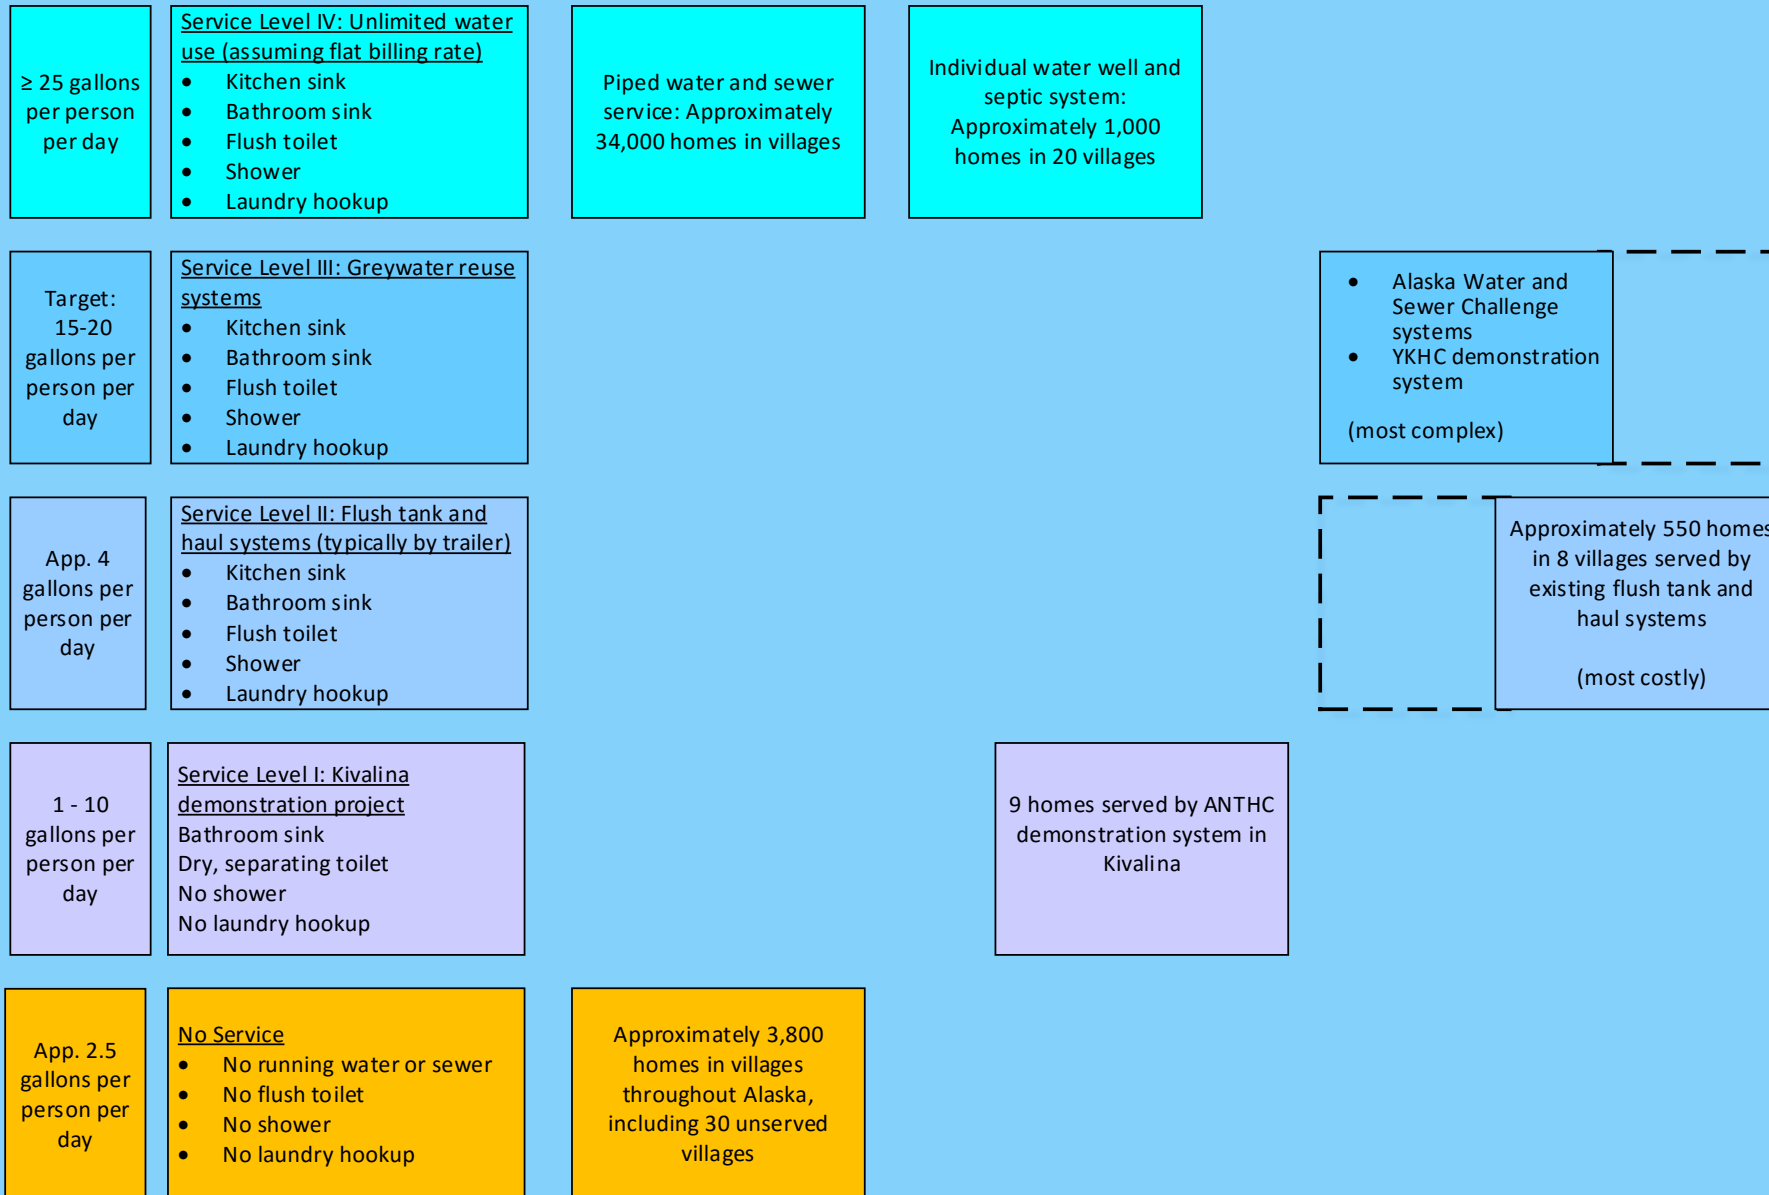 ≥ 25 gallons
per person
per day
Service Level IV: Unlimited water
use (assuming flat billing rate)
• Kitchen sink
• Bathroom sink
• Flush toilet
• Shower
• Laundry hookup
Piped water and sewer
service: Approximately
34,000 homes in villages
Individual water well and
septic system:
Approximately 1,000
homes in 20 villages
Target:
15-20
gallons per
person per
day
Service Level III: Greywater reuse
systems
• Kitchen sink
• Bathroom sink
• Flush toilet
• Shower
• Laundry hookup
• Alaska Water and
Sewer Challenge
systems
• YKHC demonstration
system
(most complex)
App. 4
gallons per
person per
day
Service Level II: Flush tank and
haul systems (typically by trailer)
• Kitchen sink
• Bathroom sink
• Flush toilet
• Shower
• Laundry hookup
Approximately 550 homes
in 8 villages served by
existing flush tank and
haul systems
(most costly)
1 - 10
gallons per
person per
day
Service Level I: Kivalina
demonstration project
Bathroom sink
Dry, separating toilet
No shower
No laundry hookup
9 homes served by ANTHC
demonstration system in
Kivalina
App. 2.5
gallons per
person per
day
No Service
• No running water or sewer
• No flush toilet
• No shower
• No laundry hookup
Approximately 3,800
homes in villages
throughout Alaska,
including 30 unserved
villages